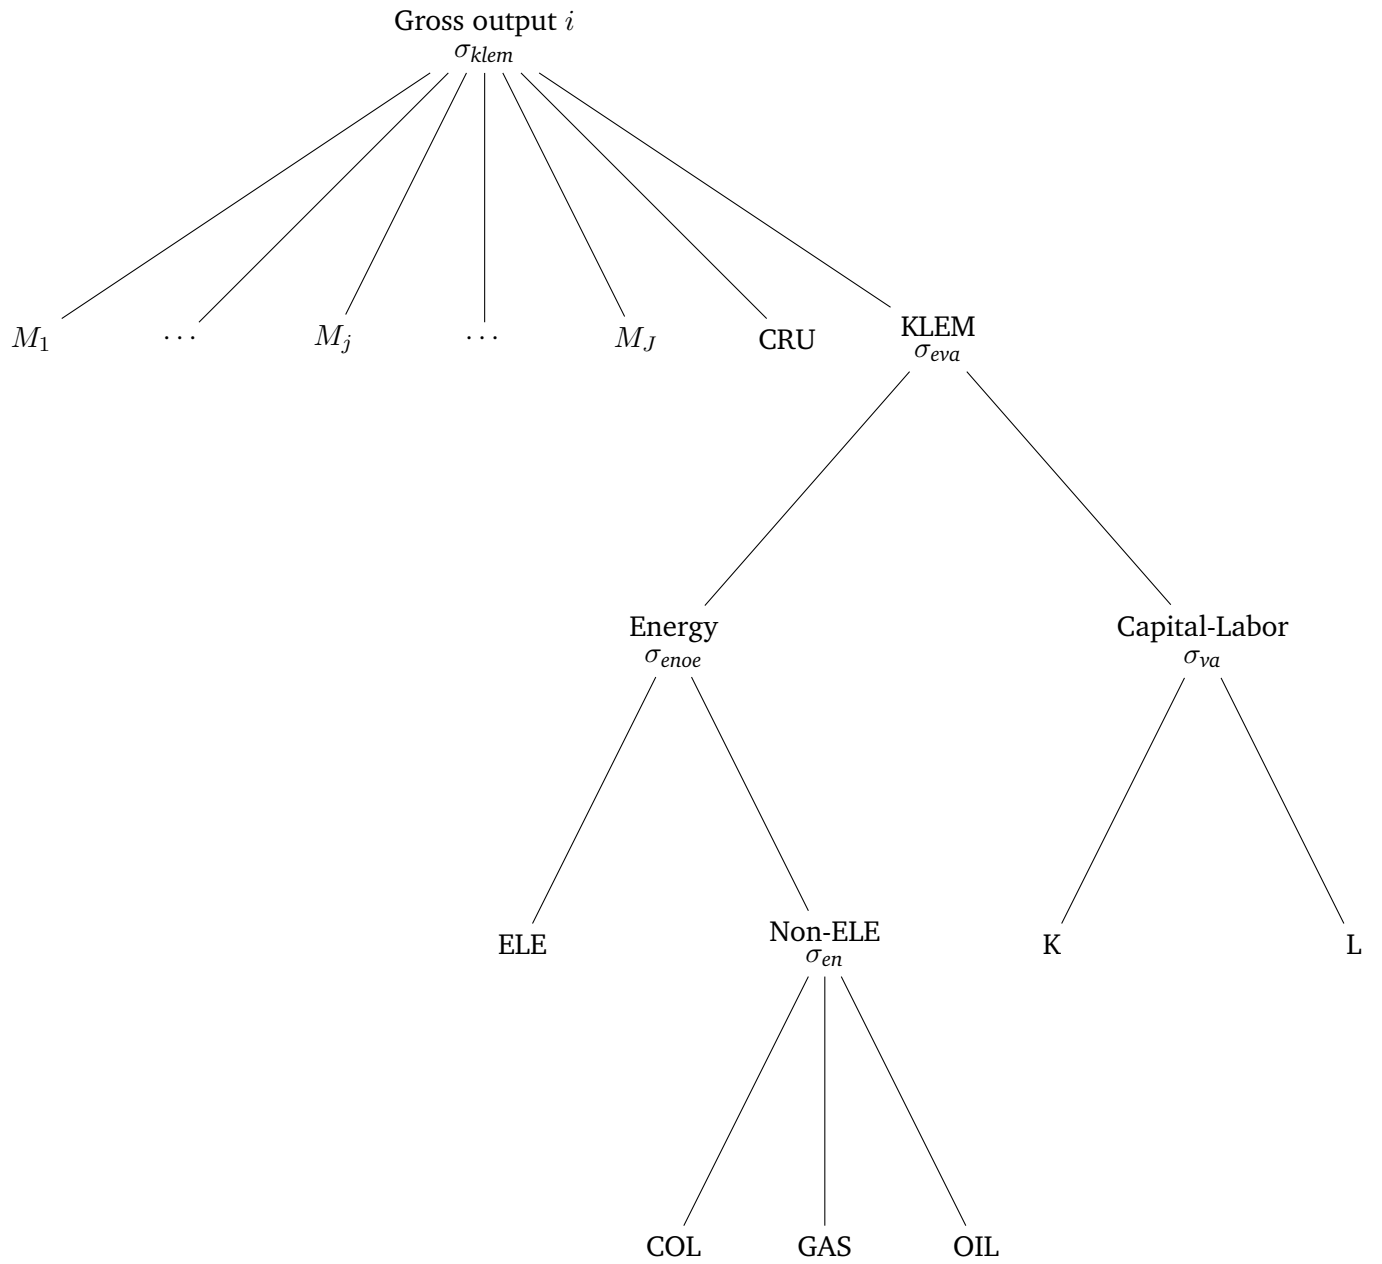 Gross output i
σklem
M1
···
Mj
···
MJ
CRU
KLEM
σeva
Energy
σenoe
Capital-Labor
σva
ELE
Non-ELE
σen
K
L
COL
GAS
OIL